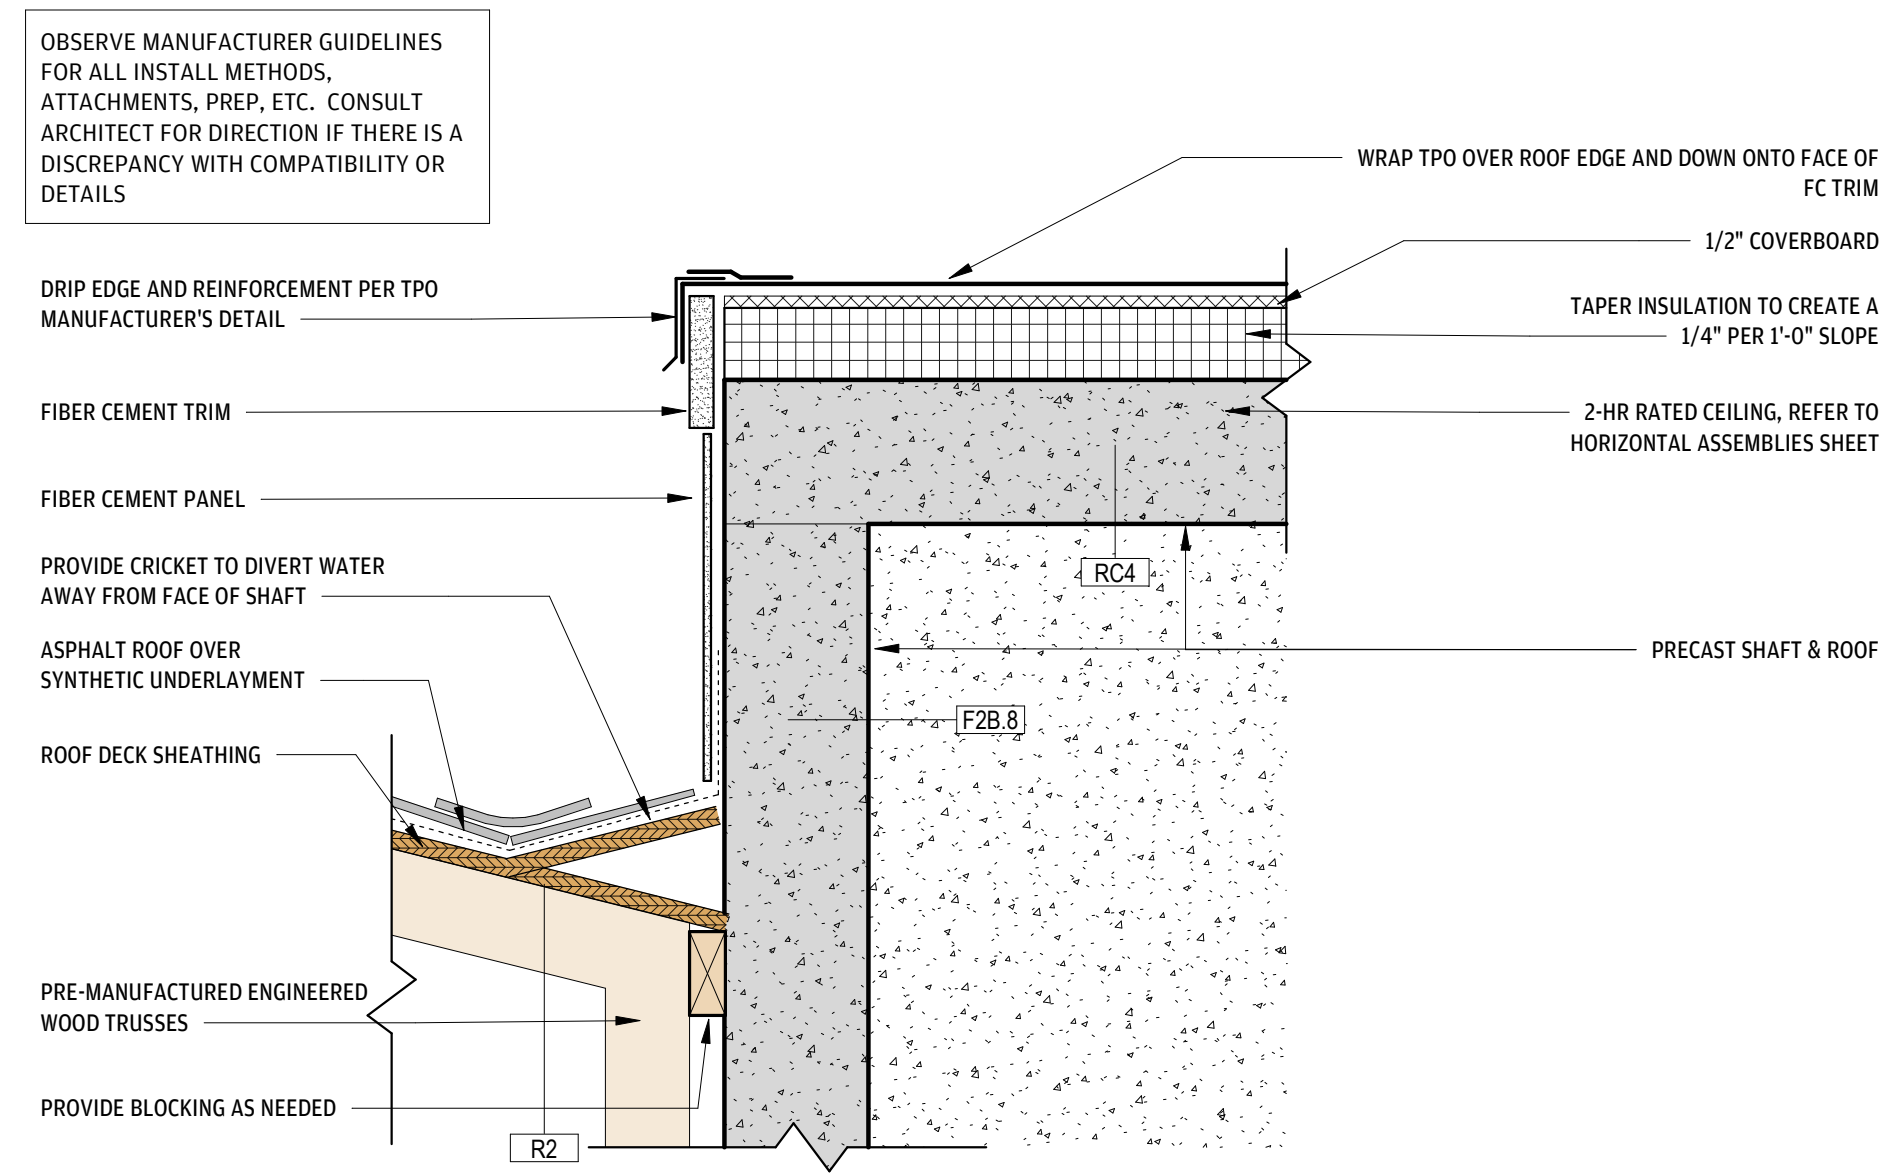 OBSERVE MANUFACTURER GUIDELINES
FOR ALL INSTALL METHODS,
ATTACHMENTS, PREP, ETC. CONSULT
ARCHITECT FOR DIRECTION IF THERE IS A
DISCREPANCY WITH COMPATIBILITY OR
DETAILS
DRIP EDGE AND REINFORCEMENT PER TPO
MANUFACTURER'S DETAIL
FIBER CEMENT TRIM
FIBER CEMENT PANEL
PROVIDE CRICKET TO DIVERT WATER
AWAY FROM FACE OF SHAFT
ASPHALT ROOF OVER
SYNTHETIC UNDERLAYMENT
ROOF DECK SHEATHING
PRE-MANUFACTURED ENGINEERED
WOOD TRUSSES
PROVIDE BLOCKING AS NEEDED
R2
F2B.8
RC4
WRAP TPO OVER ROOF EDGE AND DOWN ONTO FACE OF
FC TRIM
1/2" COVERBOARD
TAPER INSULATION TO CREATE A
1/4" PER 1'-0" SLOPE
2-HR RATED CEILING, REFER TO
HORIZONTAL ASSEMBLIES SHEET
PRECAST SHAFT & ROOF